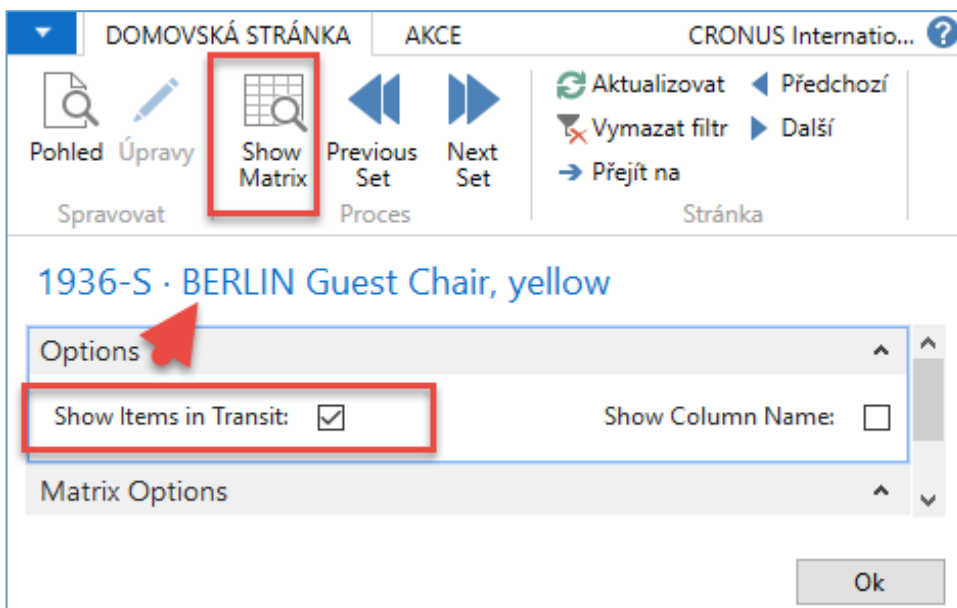 DOMOVSKÁ STRÁNKA AKCE CRONUS Internatio... ?
Pohled Úpravy Show Matrix Previous Set Next Set
Aktualizovat Předchozí
Vymazat filtr Další
Přejít na
Spravovat Proces Stránka
1936-S · BERLIN Guest Chair, yellow
Options
Show Items in Transit: Show Column Name:
Matrix Options
Ok